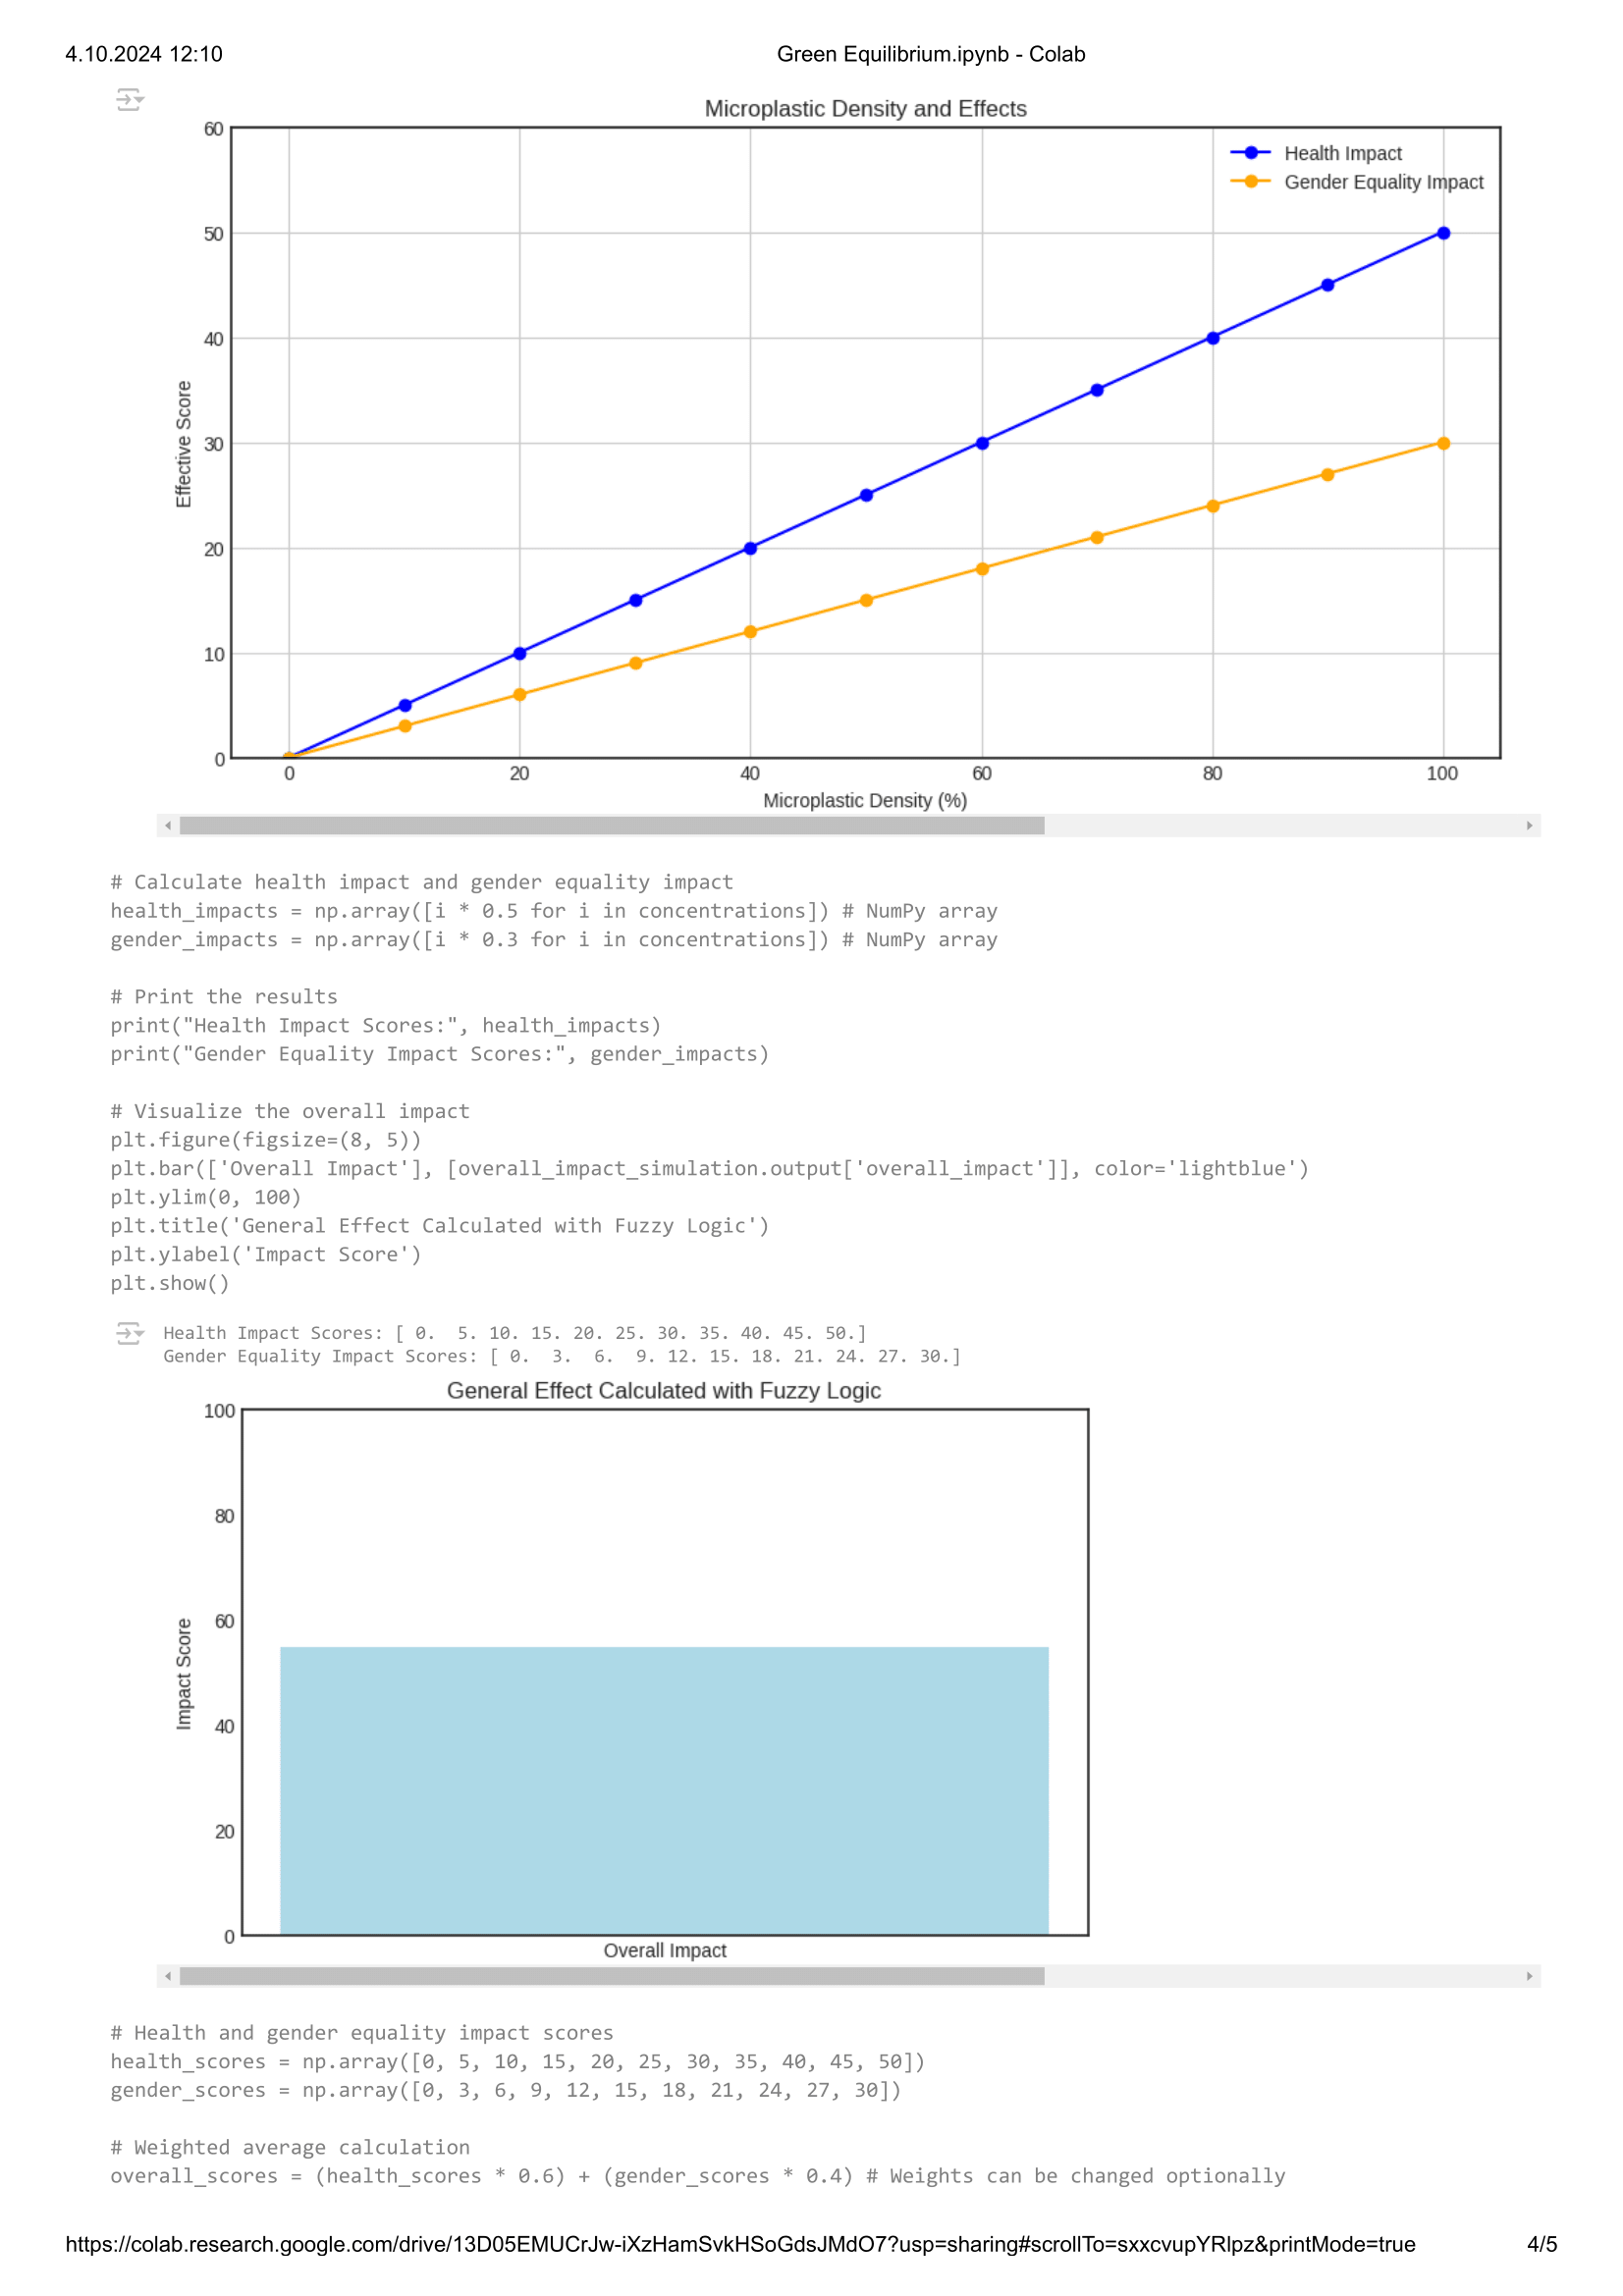 4.10.2024 12:10
Green Equilibrium.ipynb - Colab
Microplastic Density and Effects
60
50
40
30
20
10
0
Effective Score
Health Impact
Gender Equality Impact
0 20 40 60 80 100
Microplastic Density (%)
# Calculate health impact and gender equality impact
health_impacts = np.array([i * 0.5 for i in concentrations]) # NumPy array
gender_impacts = np.array([i * 0.3 for i in concentrations]) # NumPy array
# Print the results
print("Health Impact Scores:", health_impacts)
print("Gender Equality Impact Scores:", gender_impacts)
# Visualize the overall impact
plt.figure(figsize=(8, 5))
plt.bar(['Overall Impact'], [overall_impact_simulation.output['overall_impact']], color='lightblue')
plt.ylim(0, 100)
plt.title('General Effect Calculated with Fuzzy Logic')
plt.ylabel('Impact Score')
plt.show()
Health Impact Scores: [ 0.  5. 10. 15. 20. 25. 30. 35. 40. 45. 50.]
Gender Equality Impact Scores: [ 0.  3.  6.  9. 12. 15. 18. 21. 24. 27. 30.]
General Effect Calculated with Fuzzy Logic
100
80
60
40
20
0
Impact Score
Overall Impact
# Health and gender equality impact scores
health_scores = np.array([0, 5, 10, 15, 20, 25, 30, 35, 40, 45, 50])
gender_scores = np.array([0, 3, 6, 9, 12, 15, 18, 21, 24, 27, 30])
# Weighted average calculation
overall_scores = (health_scores * 0.6) + (gender_scores * 0.4) # Weights can be changed optionally
https://colab.research.google.com/drive/13D05EMUCrJw-iXzHamSvkHSoGdsJMdO7?usp=sharing#scrollTo=sxxcvupYRlpz&printMode=true
4/5